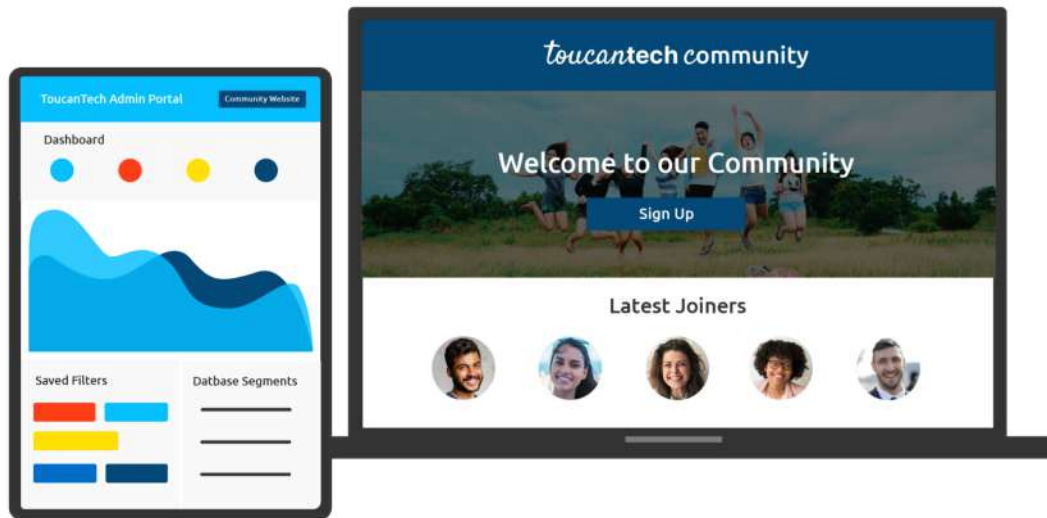 ToucanTech Admin Portal
Community Website
Dashboard
Saved Filters
Datbase Segments
toucantech community
Welcome to our Community
Sign Up
Latest Joiners